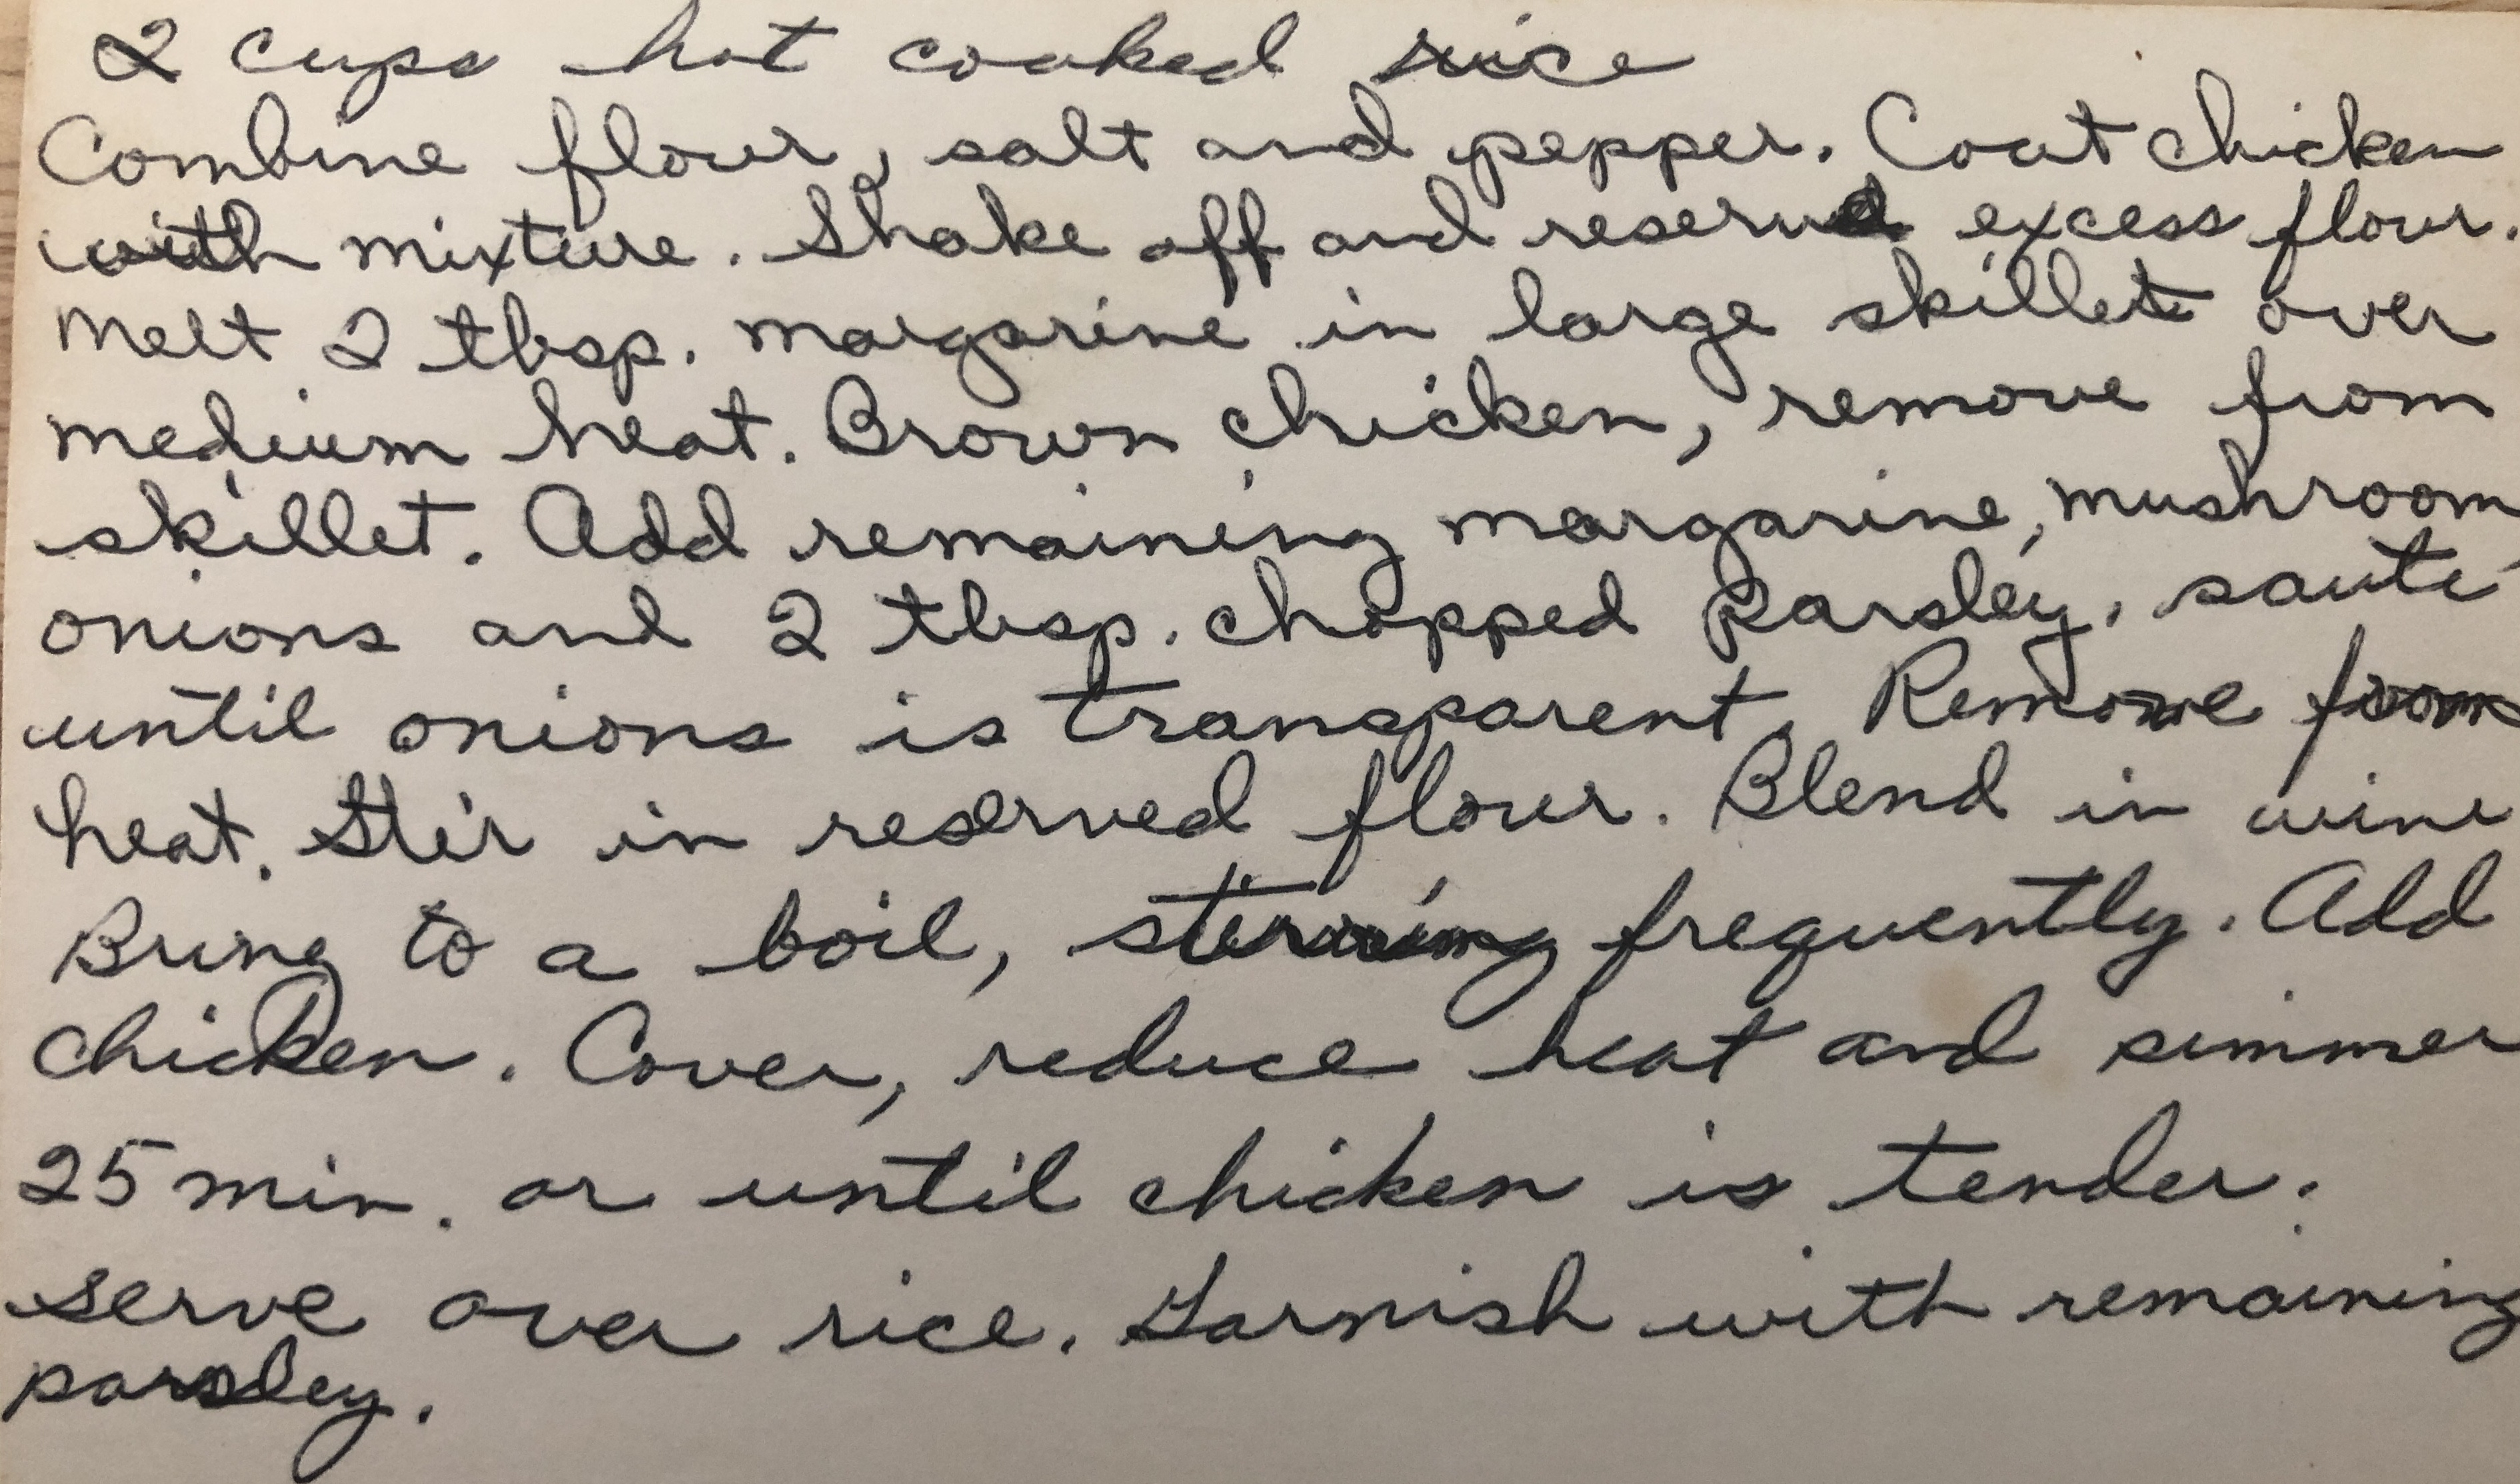 2 cups hot cooked rice
Combine flour, salt and pepper. Coat chicken
with mixture. Shake off and reserve excess flour.
Melt 2 tbsp. margarine in large skillet over
medium heat. Brown chicken, remove from
skillet. Add remaining margarine, mushroom
onions and 2 tbsp. chopped parsley, saute
until onions is transparent. Remove from
heat. Stir in reserved flour. Blend in wine
Bring to a boil, stirring frequently. Add
chicken. Cover, reduce heat and simmer
25 min. or until chicken is tender.
Serve over rice. Garnish with remaining
parsley.